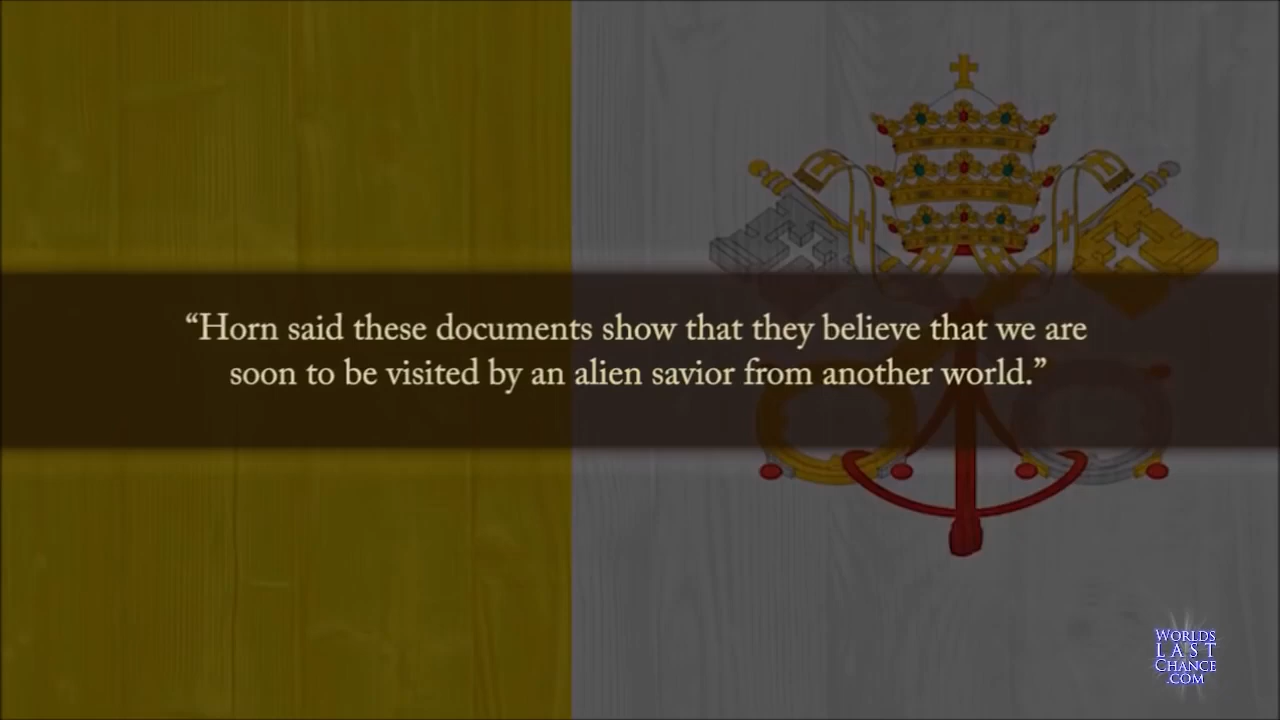 “Horn said these documents show that they believe that we are
soon to be visited by an alien savior from another world.”
WORLDS
LAST
CHANCE
.COM